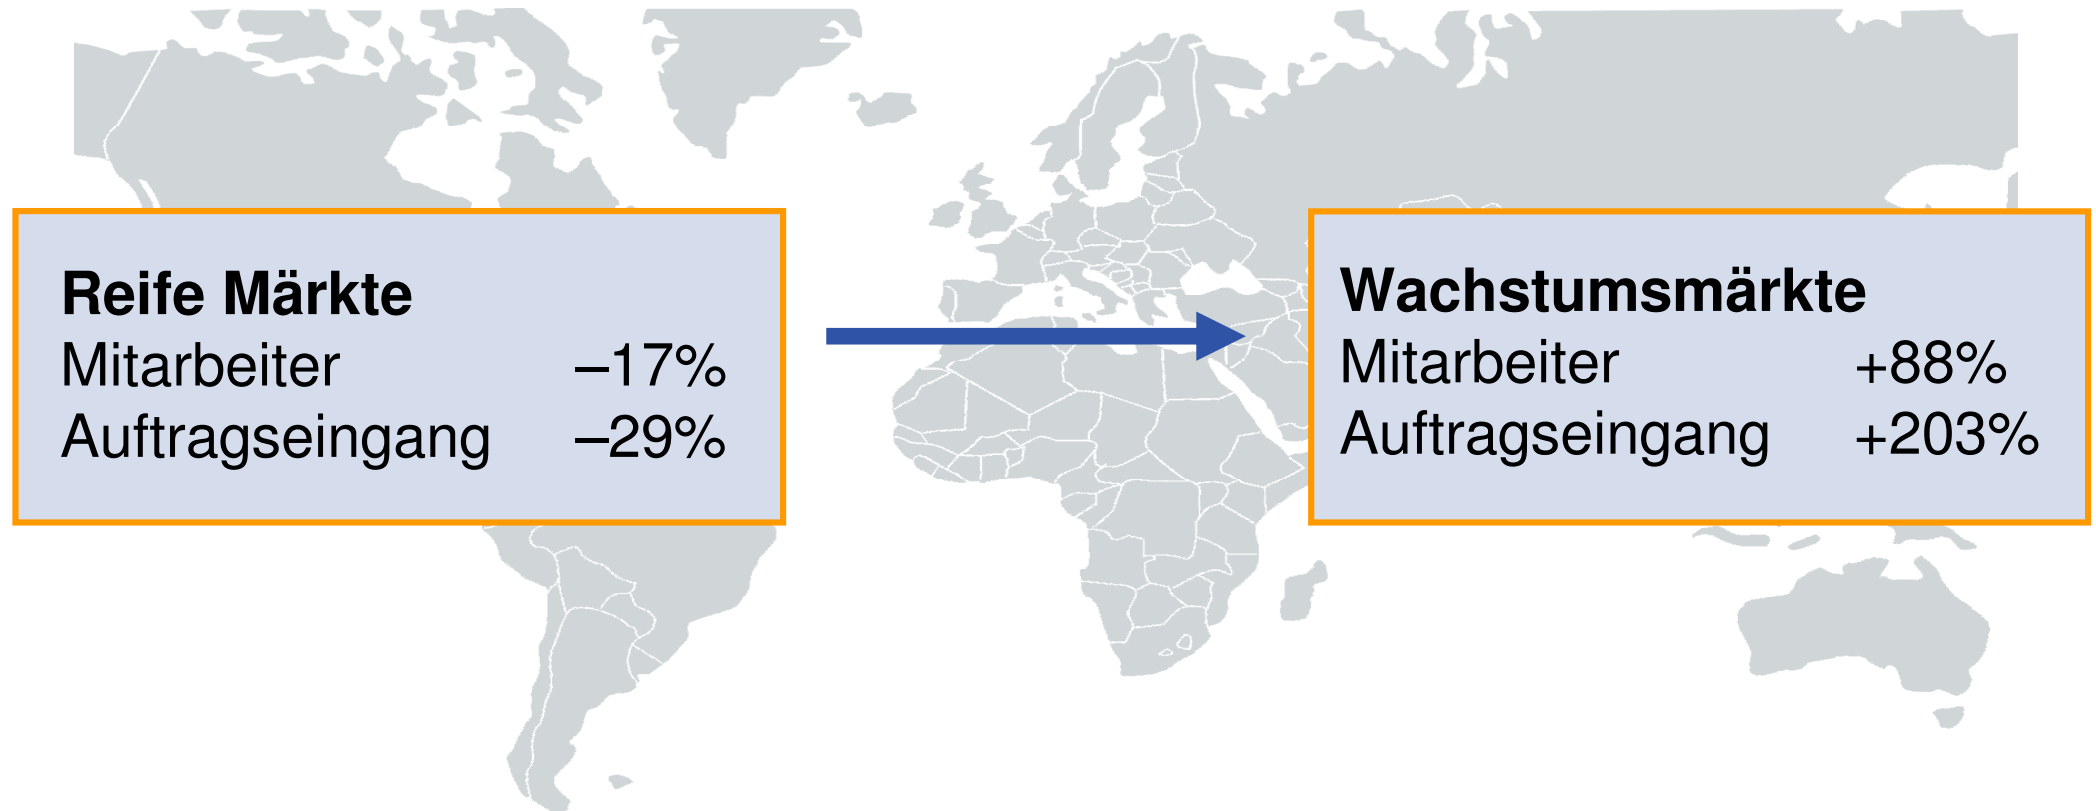 Reife Märkte
Mitarbeiter –17%
Auftragseingang –29%
Wachstumsmärkte
Mitarbeiter +88%
Auftragseingang +203%